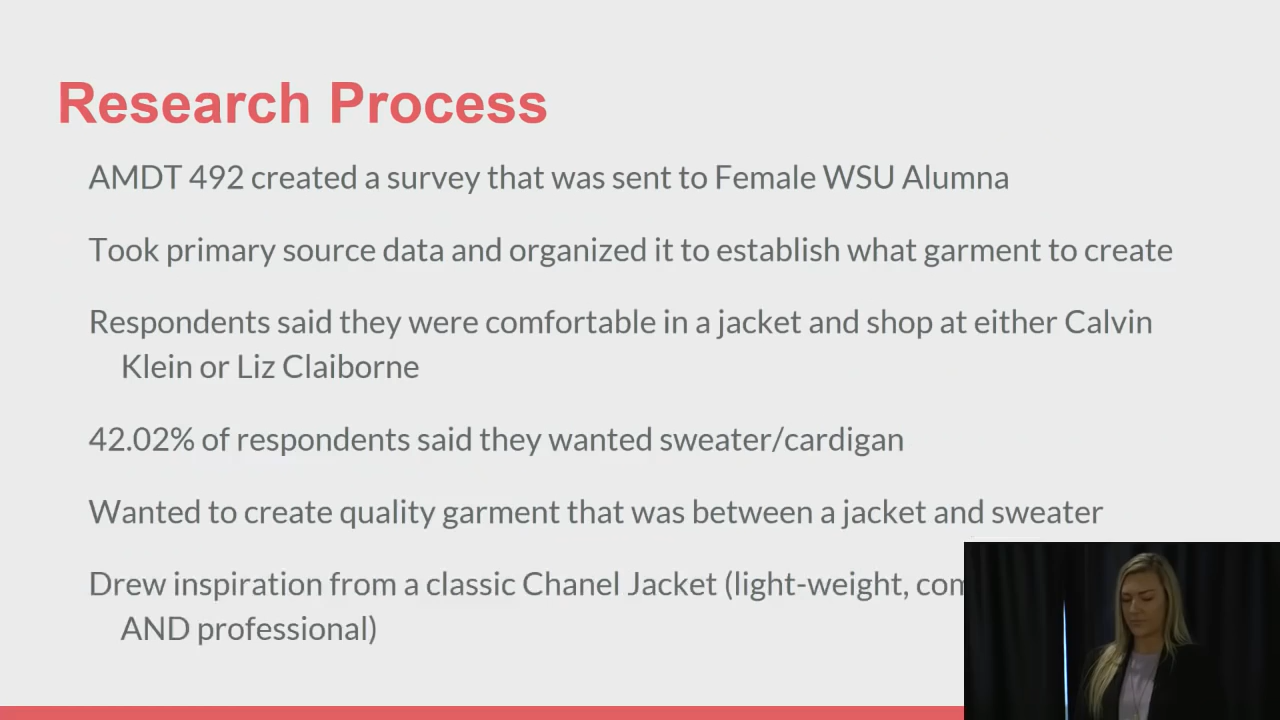 Research Process
AMDT 492 created a survey that was sent to Female WSU Alumna
Took primary source data and organized it to establish what garment to create
Respondents said they were comfortable in a jacket and shop at either Calvin
Klein or Liz Claiborne
42.02% of respondents said they wanted sweater/cardigan
Wanted to create quality garment that was between a jacket and sweater
Drew inspiration from a classic Chanel Jacket (light-weight,
AND professional)